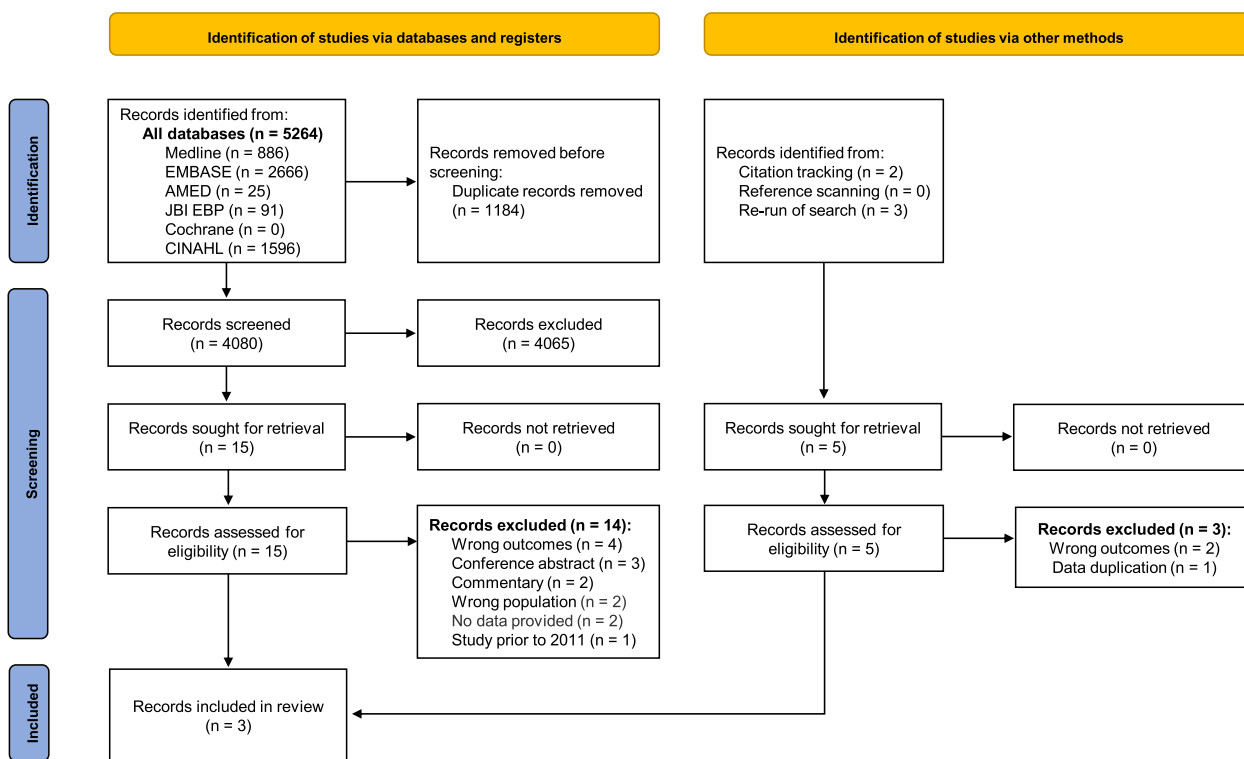 Identification of studies via databases and registers
Identification of studies via other methods
Identification
Records identified from:
All databases (n = 5264)
Medline (n = 886)
EMBASE (n = 2666)
AMED (n = 25)
JBI EBP (n = 91)
Cochrane (n = 0)
CINAHL (n = 1596)
Records removed before
screening:
Duplicate records removed
(n = 1184)
Records identified from:
Citation tracking (n = 2)
Reference scanning (n = 0)
Re-run of search (n = 3)
Screening
Records screened
(n = 4080)
Records excluded
(n = 4065)
Records sought for retrieval
(n = 15)
Records not retrieved
(n = 0)
Records sought for retrieval
(n = 5)
Records not retrieved
(n = 0)
Records assessed for
eligibility (n = 15)
Records excluded (n = 14):
Wrong outcomes (n = 4)
Conference abstract (n = 3)
Commentary (n = 2)
Wrong population (n = 2)
No data provided (n = 2)
Study prior to 2011 (n = 1)
Records assessed for
eligibility (n = 5)
Records excluded (n = 3):
Wrong outcomes (n = 2)
Data duplication (n = 1)
Included
Records included in review
(n = 3)